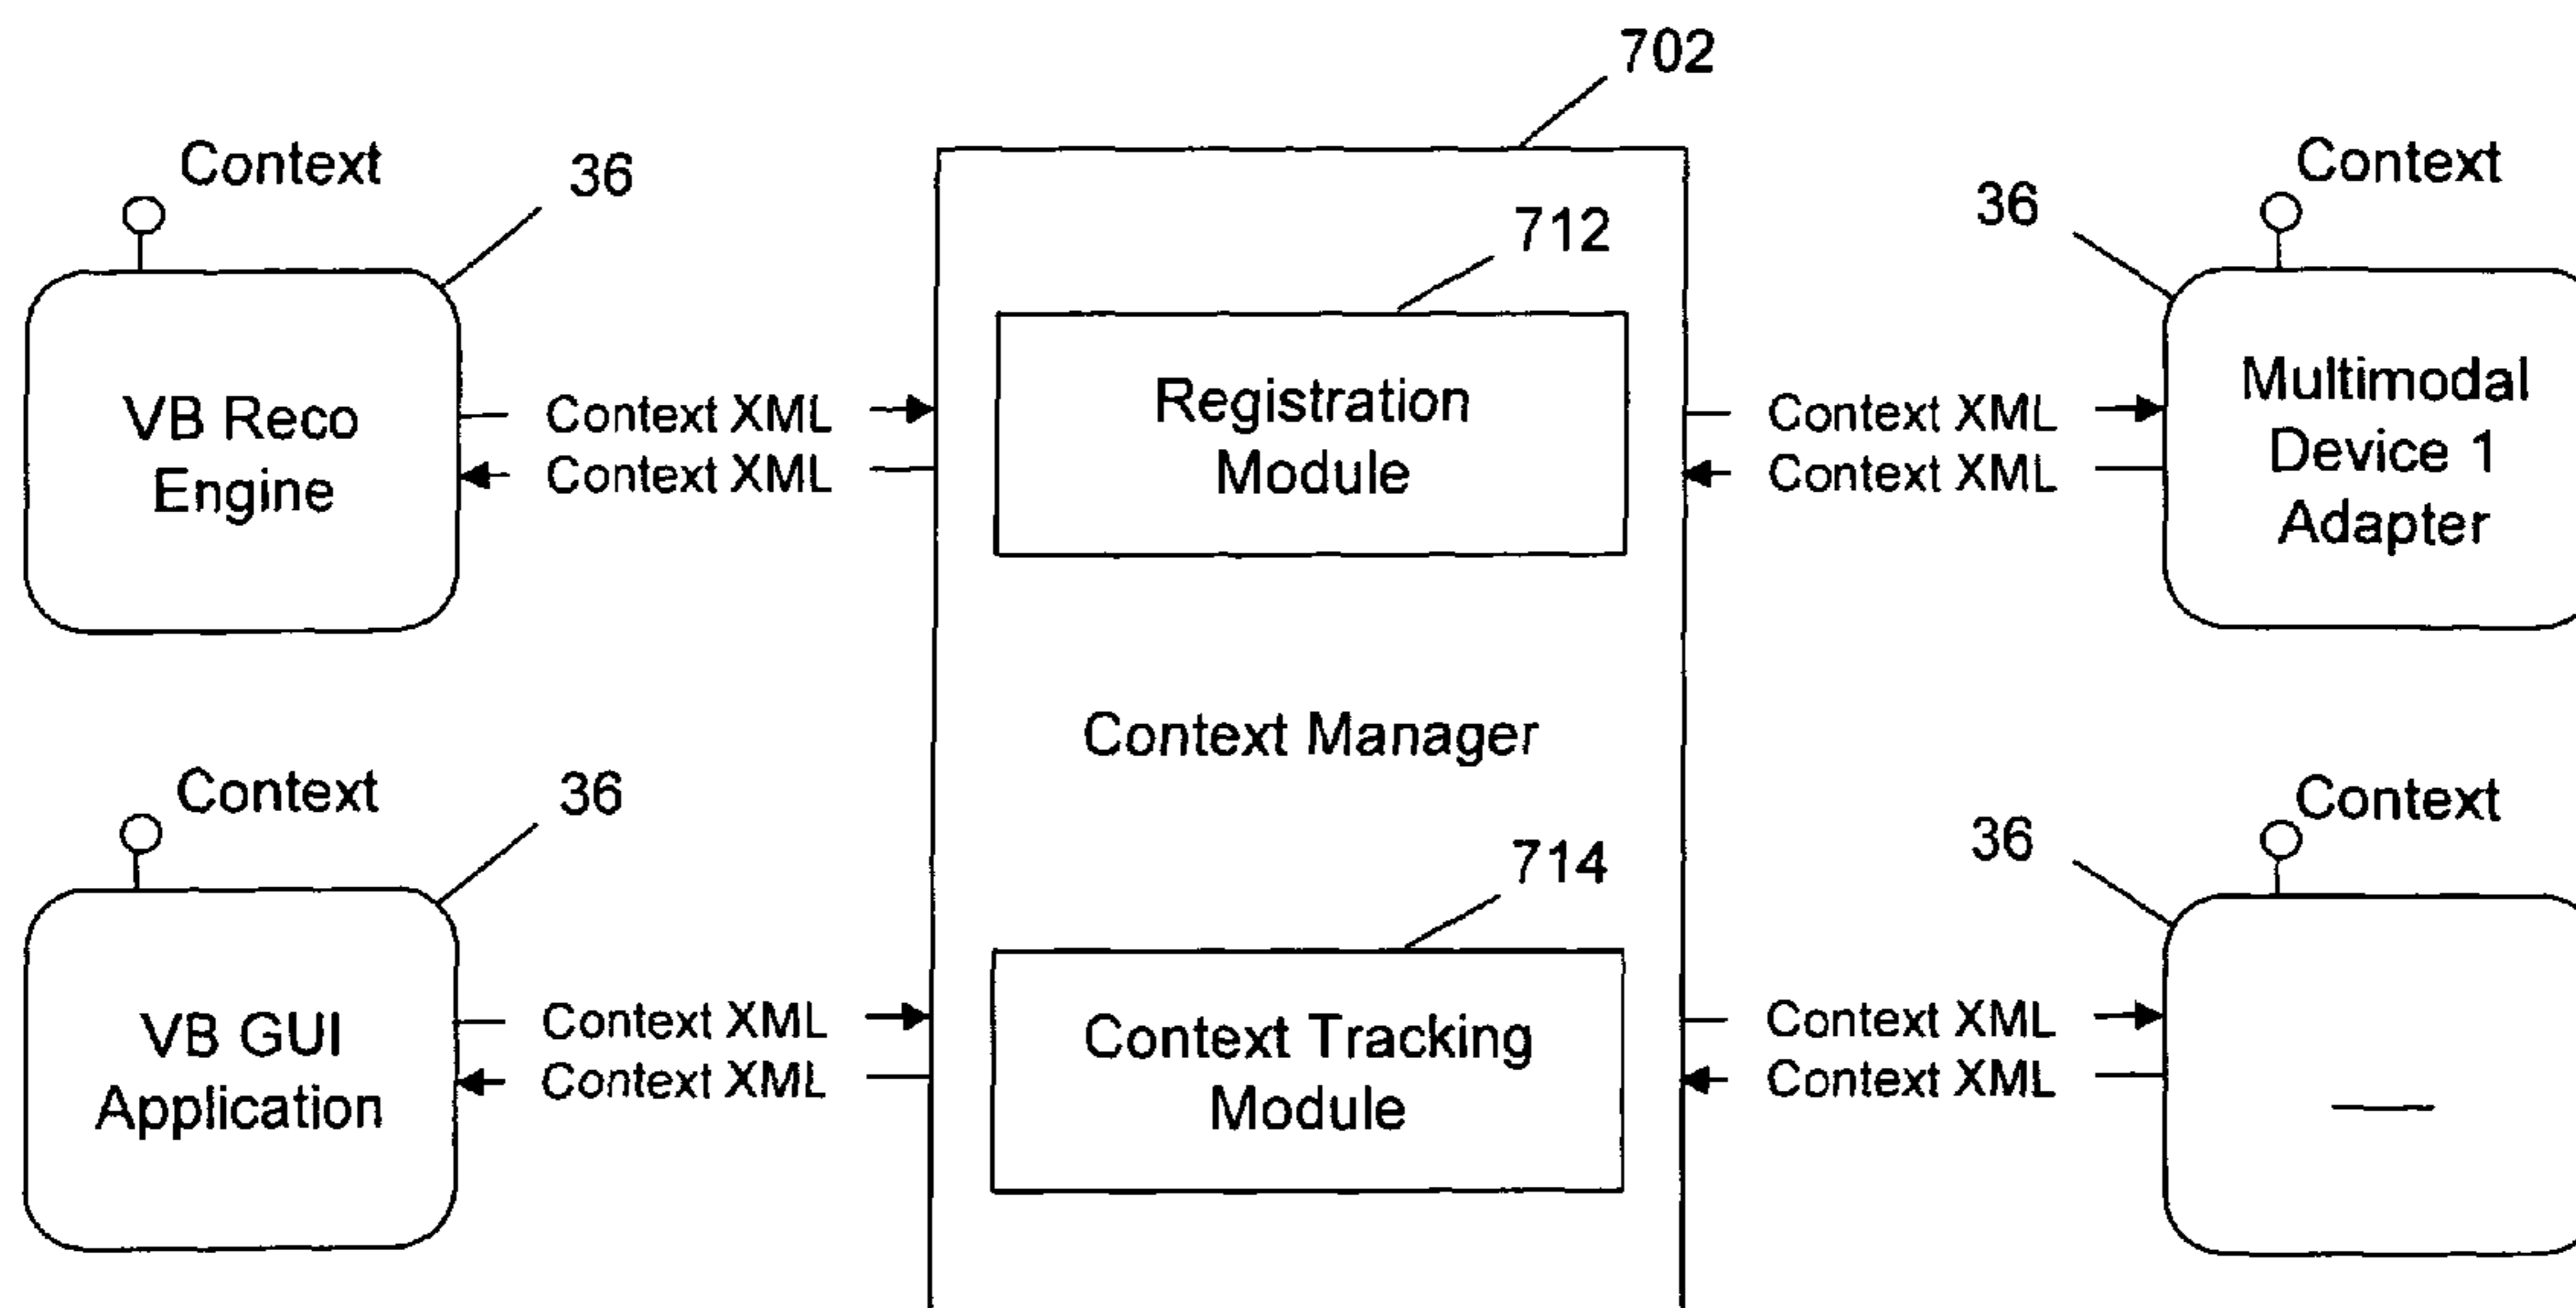 702
Context
36
VB Reco
Engine
Context XML
Context XML
712
Registration
Module
Context Manager
714
Context Tracking
Module
Context XML
Context XML
Context
36
Multimodal
Device 1
Adapter
Context
36
VB GUI
Application
Context XML
Context XML
Context XML
Context XML
Context
36